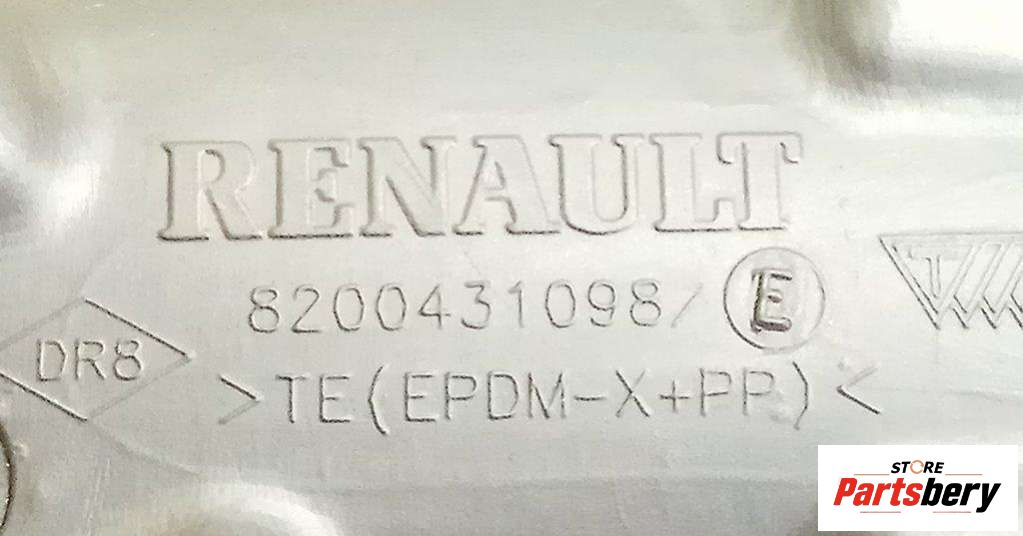 RENAULT
8200431098/ E
DR8
>TE(EPDM-X+PP)<
STORE
Partsbery